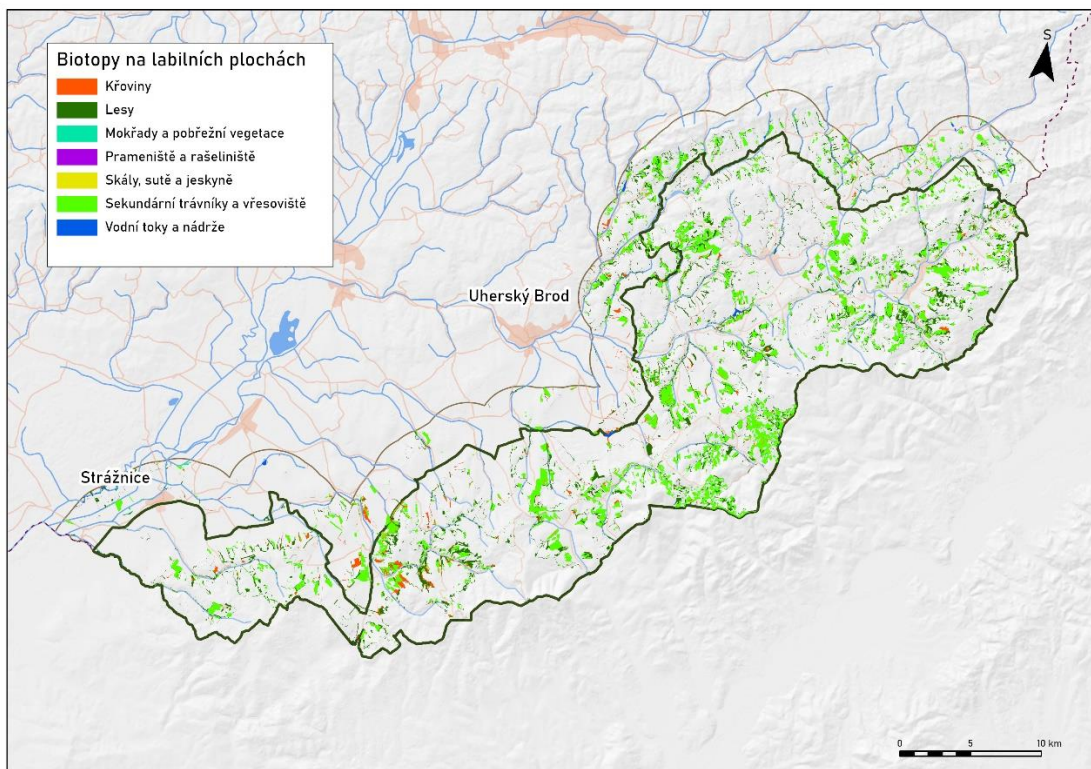 Biotopy na labilních plochách
Křoviny
Lesy
Mokřady a pobřežní vegetace
Prameniště a rašeliniště
Skály, sutě a jeskyně
Sekundární trávníky a vřesoviště
Vodní toky a nádrže
S
Uherský Brod
Strážnice
0 5 10 km